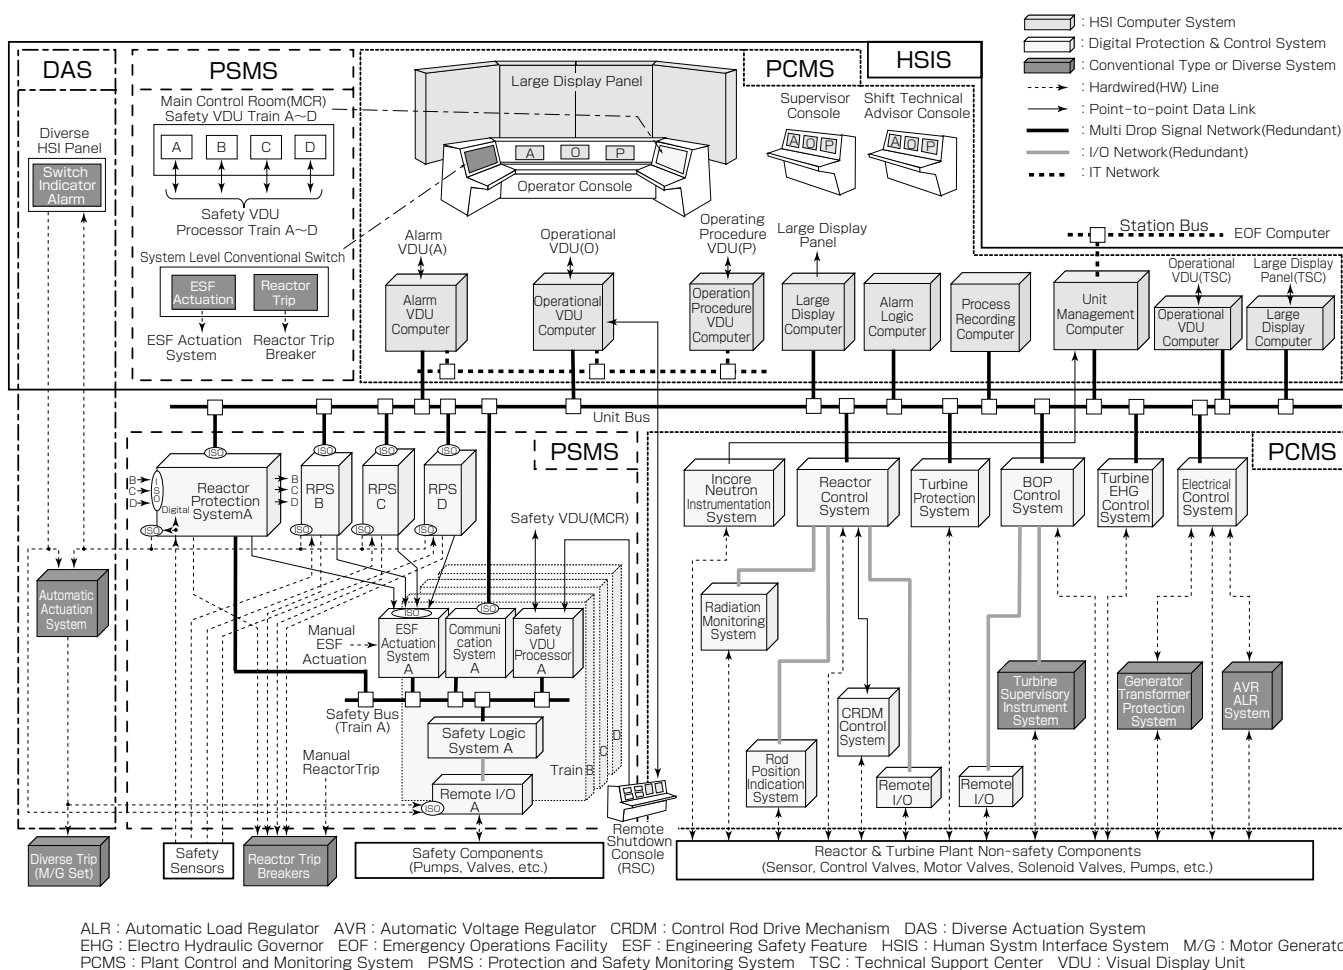 : HSI Computer System
: Digital Protection & Control System
: Conventional Type or Diverse System
: Hardwired(HW) Line
: Point-to-point Data Link
: Multi Drop Signal Network(Redundant)
: I/O Network(Redundant)
: IT Network
DAS
PSMS
PCMS
HSIS
Large Display Panel
Main Control Room(MCR)
Safety VDU Train A~D
A B C D
Safety VDU
Processor Train A~D
Diverse
HSI Panel
Switch
Indicator
Alarm
System Level Conventional Switch
ESF
Actuation
Reactor
Trip
ESF Actuation
System
Reactor Trip
Breaker
A O P
Operator Console
Supervisor
Console
A O P
Shift Technical
Advisor Console
A O P
Station Bus
EOF Computer
Alarm
VDU(A)
Operational
VDU(O)
Operating
Procedure
VDU(P)
Large Display
Panel
Operational
VDU(TSC)
Large Display
Panel(TSC)
Alarm
VDU
Computer
Operational
VDU
Computer
Operation
Procedure
VDU
Computer
Large
Display
Computer
Alarm
Logic
Computer
Process
Recording
Computer
Unit
Management
Computer
Operational
VDU
Computer
Large
Display
Computer
Unit Bus
PSMS
PCMS
ISO
ISO
ISO
ISO
B
C
D
ISO
Reactor
Protection
SystemA
B
C
D
Digital
ISO
RPS
B
ISO
RPS
C
ISO
RPS
D
ISO
Safety VDU(MCR)
Incore
Neutron
Instrumentation
System
Reactor
Control
System
Turbine
Protection
System
BOP
Control
System
Turbine
EHG
Control
System
Electrical
Control
System
Automatic
Actuation
System
Manual
ESF
Actuation
ISO
ESF
Actuation
System
A
ISO
Communi
cation
System
A
Safety
VDU
Processor
A
Radiation
Monitoring
System
Safety Bus
(Train A)
Safety Logic
System A
Manual
ReactorTrip
Train B
C
D
Remote I/O
A
ISO
Remote
Shutdown
Console
(RSC)
Rod
Position
Indication
System
CRDM
Control
System
Remote
I/O
Remote
I/O
Turbine
Supervisory
Instrument
System
Generator
Transformer
Protection
System
AVR
ALR
System
Diverse Trip
(M/G Set)
Safety
Sensors
Reactor Trip
Breakers
Safety Components
(Pumps, Valves, etc.)
Reactor & Turbine Plant Non-safety Components
(Sensor, Control Valves, Motor Valves, Solenoid Valves, Pumps, etc.)
ALR : Automatic Load Regulator AVR : Automatic Voltage Regulator CRDM : Control Rod Drive Mechanism DAS : Diverse Actuation System
EHG : Electro Hydraulic Governor EOF : Emergency Operations Facility ESF : Engineering Safety Feature HSIS : Human Systm Interface System M/G : Motor Generato
PCMS : Plant Control and Monitoring System PSMS : Protection and Safety Monitoring System TSC : Technical Support Center VDU : Visual Display Unit